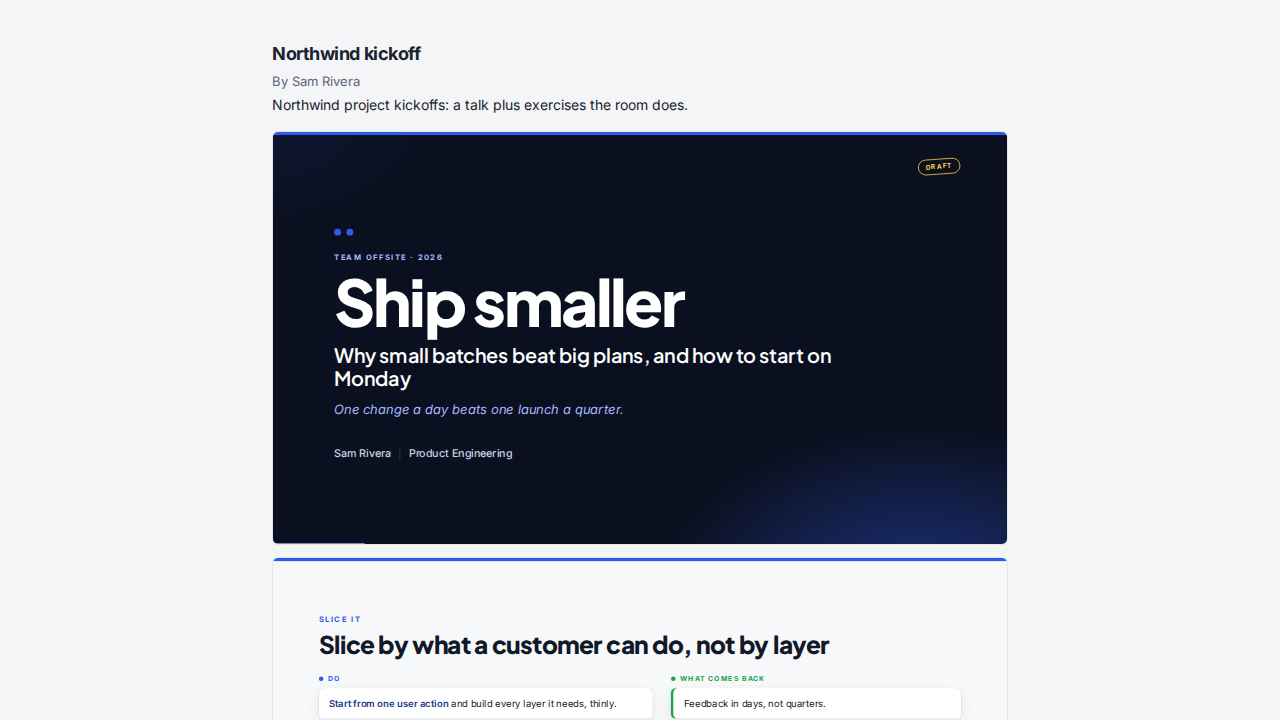 Northwind kickoff
By Sam Rivera
Northwind project kickoffs: a talk plus exercises the room does.
DRAFT
TEAM OFFSITE · 2026
Ship smaller
Why small batches beat big plans, and how to start on
Monday
One change a day beats one launch a quarter.
Sam Rivera | Product Engineering
SLICE IT
Slice by what a customer can do, not by layer
DO
Start from one user action and build every layer it needs, thinly.
WHAT COMES BACK
Feedback in days, not quarters.